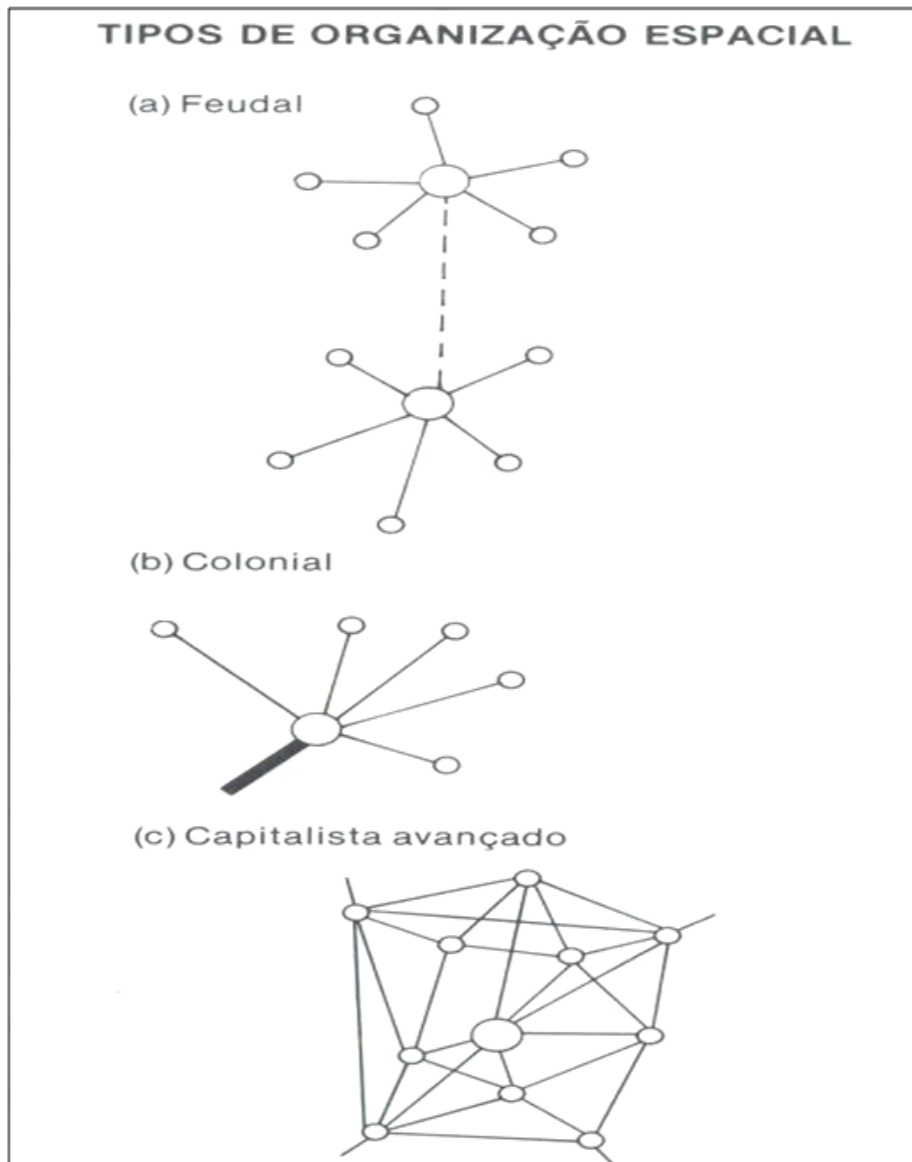 TIPOS DE ORGANIZAÇÃO ESPACIAL
(a) Feudal
(b) Colonial
(c) Capitalista avançado